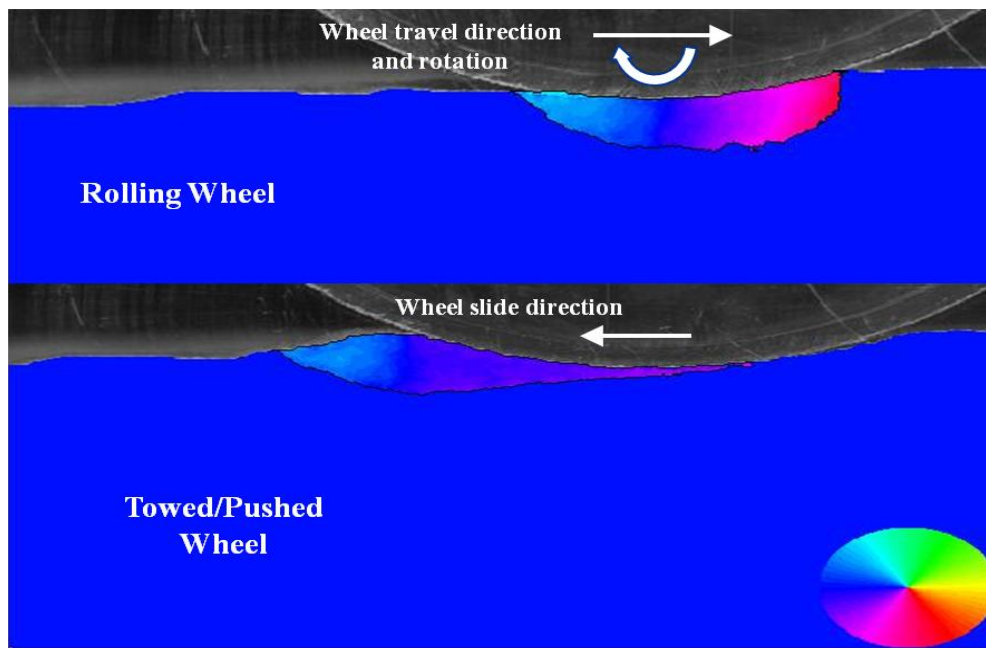 Wheel travel direction
and rotation
Rolling Wheel
Wheel slide direction
Towed/Pushed
Wheel